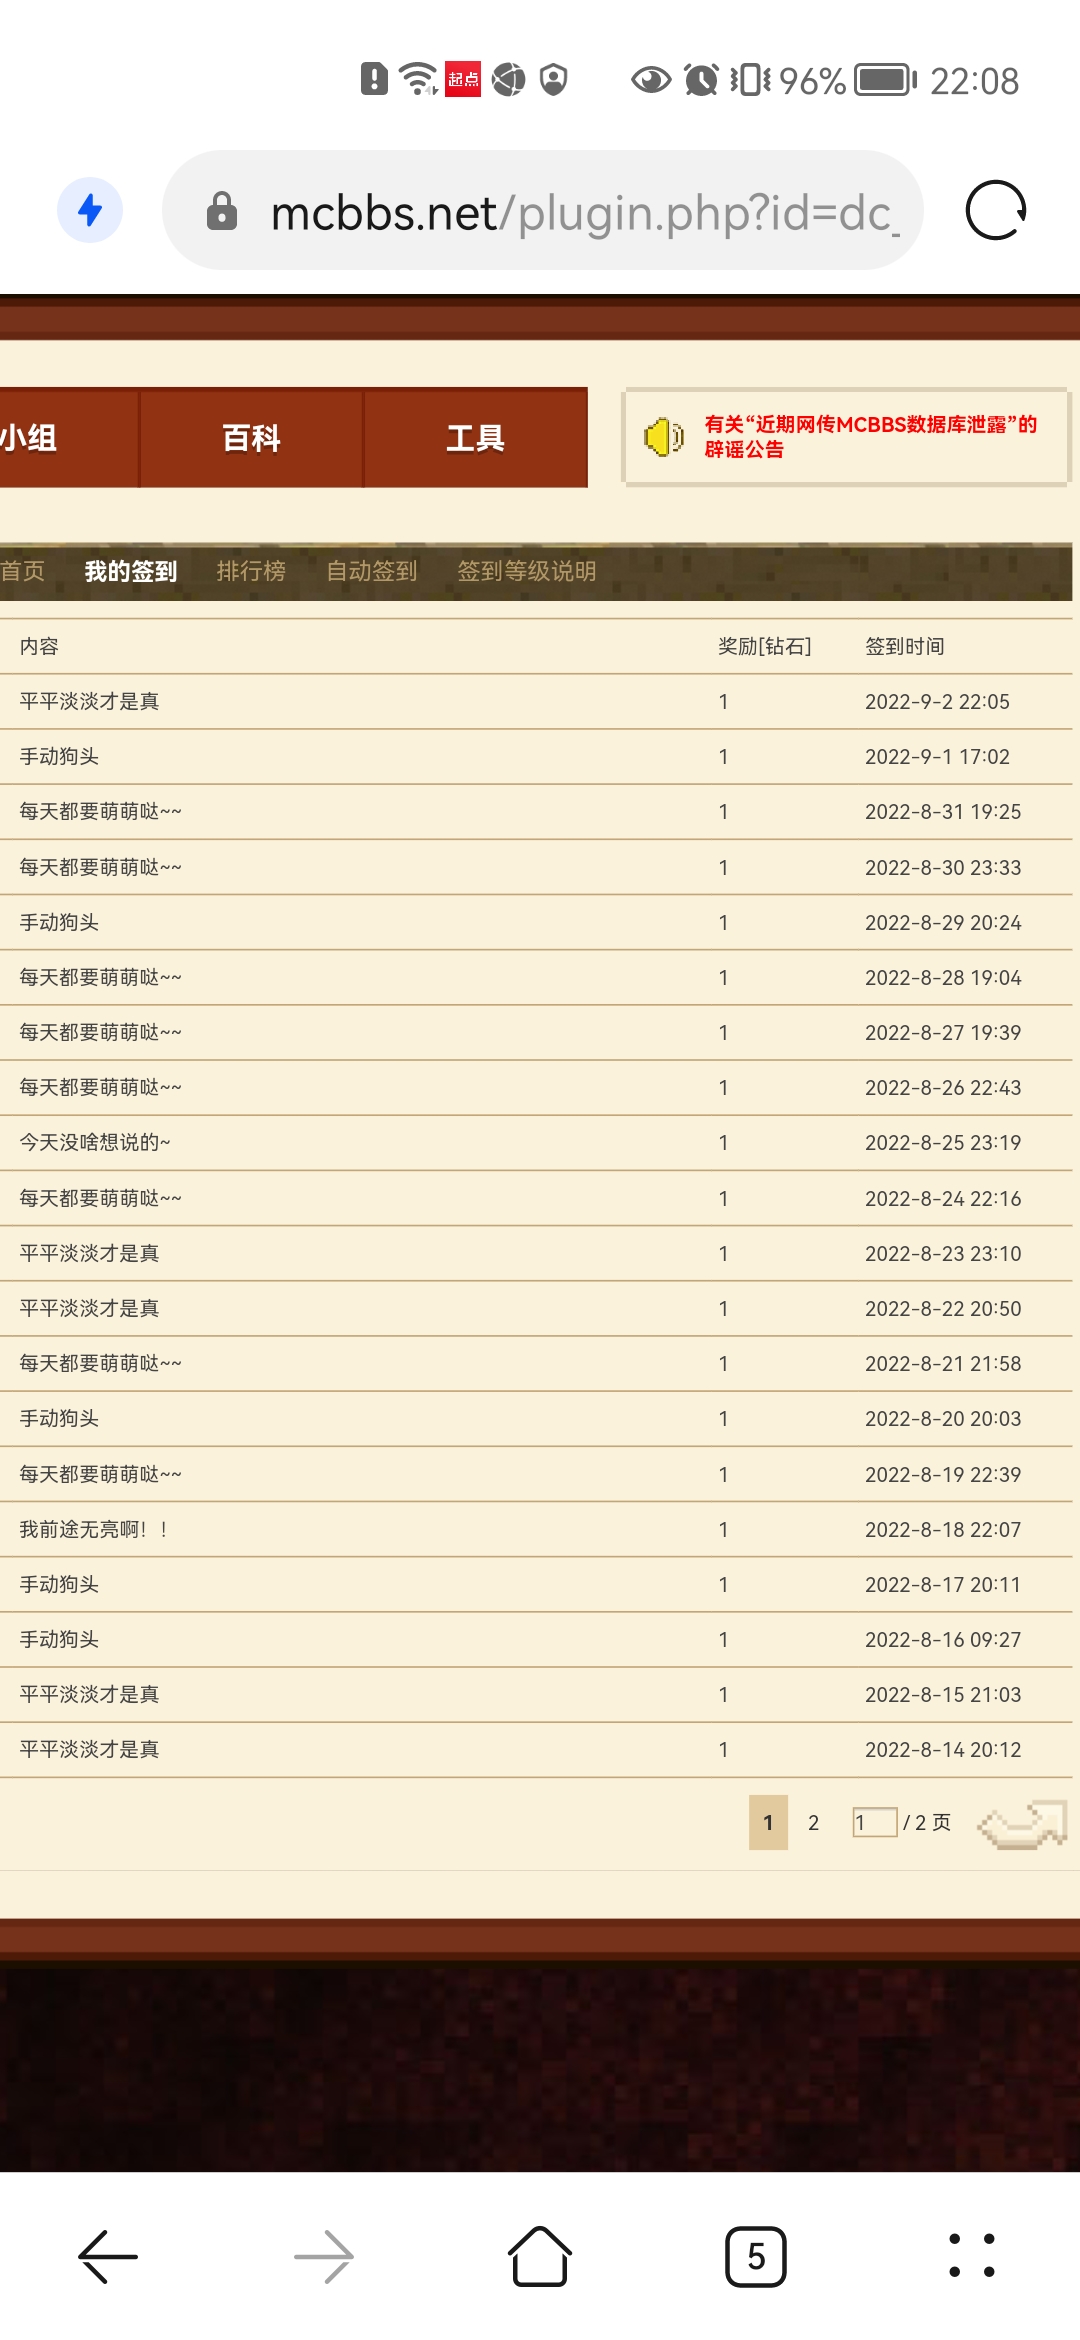 起点 96% 22:08
mcbbs.net/plugin.php?id=dc_
小组 百科 工具
有关“近期网传MCBBS数据库泄露”的
辟谣公告
首页 我的签到 排行榜 自动签到 签到等级说明
内容 奖励[钻石] 签到时间
平平淡淡才是真 1 2022-9-2 22:05
手动狗头 1 2022-9-1 17:02
每天都要萌萌哒~~ 1 2022-8-31 19:25
每天都要萌萌哒~~ 1 2022-8-30 23:33
手动狗头 1 2022-8-29 20:24
每天都要萌萌哒~~ 1 2022-8-28 19:04
每天都要萌萌哒~~ 1 2022-8-27 19:39
每天都要萌萌哒~~ 1 2022-8-26 22:43
今天没啥想说的~ 1 2022-8-25 23:19
每天都要萌萌哒~~ 1 2022-8-24 22:16
平平淡淡才是真 1 2022-8-23 23:10
平平淡淡才是真 1 2022-8-22 20:50
每天都要萌萌哒~~ 1 2022-8-21 21:58
手动狗头 1 2022-8-20 20:03
每天都要萌萌哒~~ 1 2022-8-19 22:39
我前途无亮啊！！ 1 2022-8-18 22:07
手动狗头 1 2022-8-17 20:11
手动狗头 1 2022-8-16 09:27
平平淡淡才是真 1 2022-8-15 21:03
平平淡淡才是真 1 2022-8-14 20:12
1 2 1 / 2 页
5